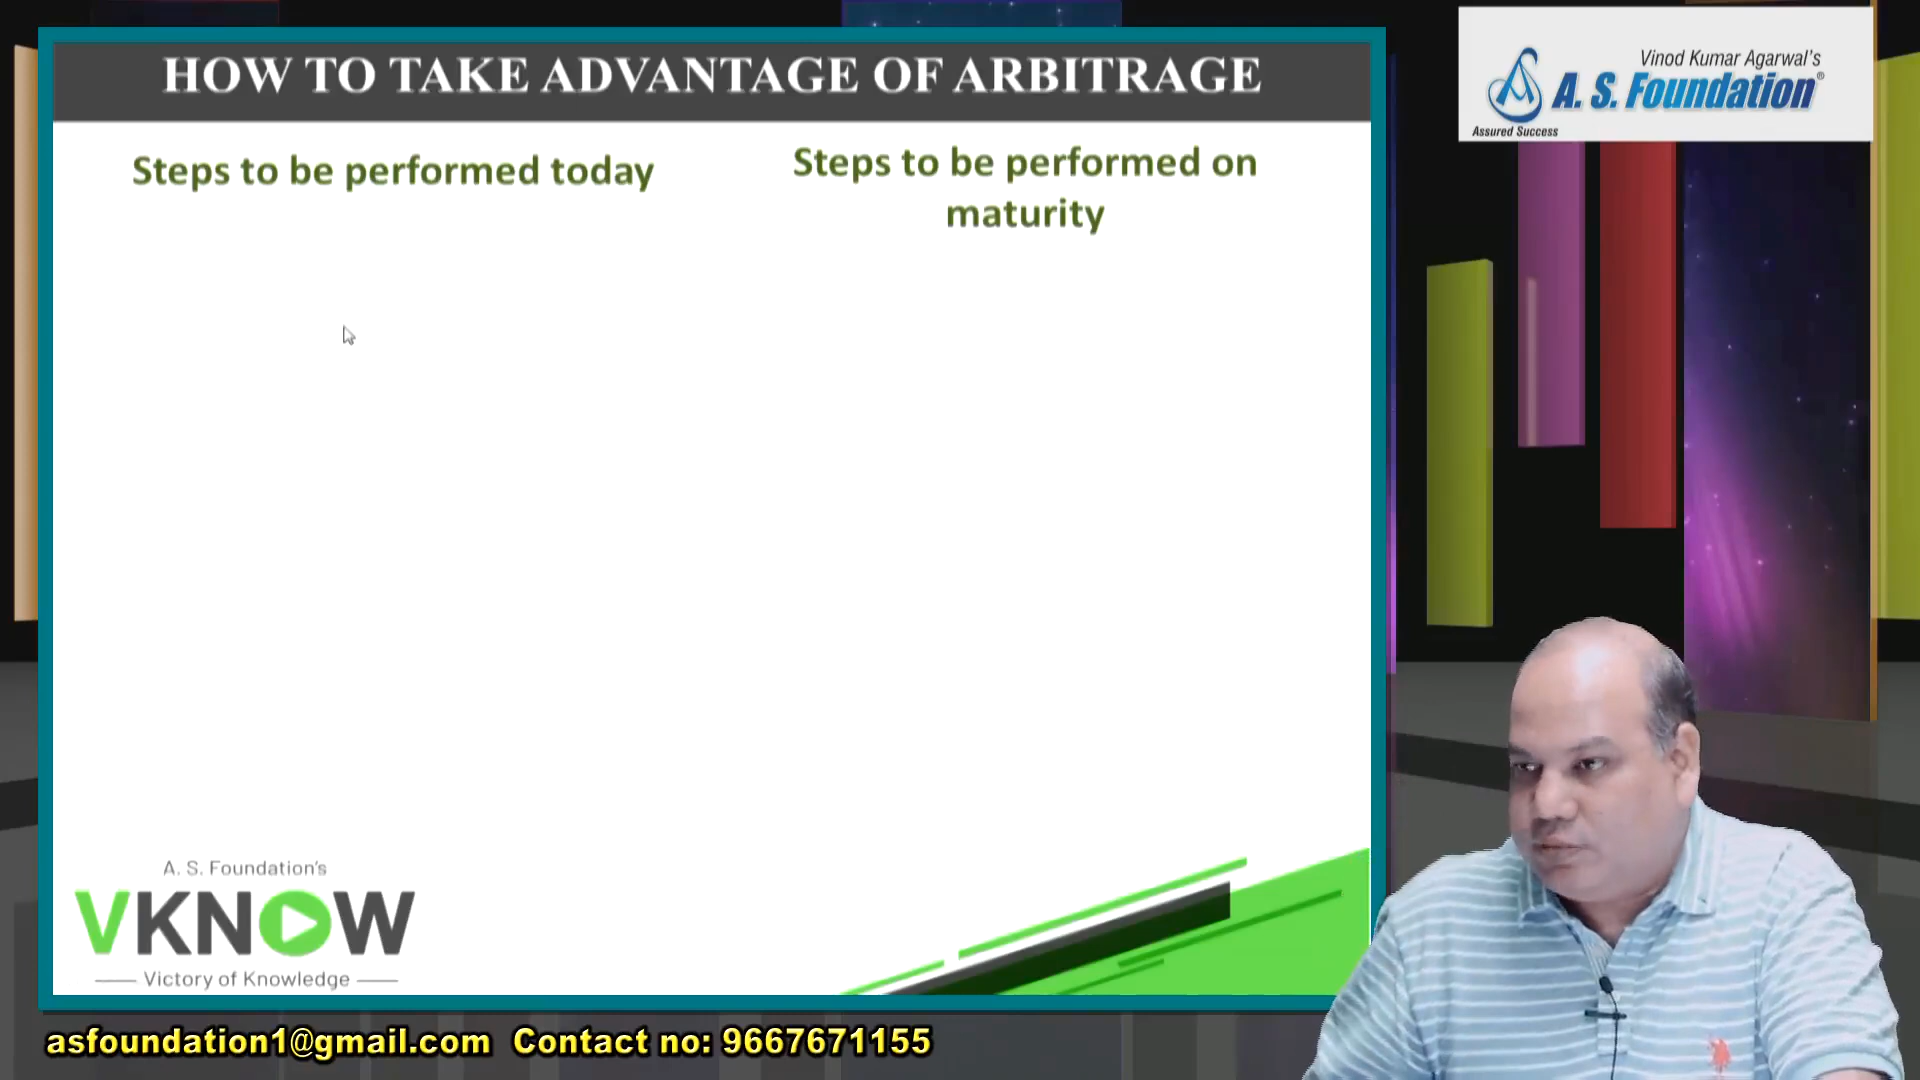 HOW TO TAKE ADVANTAGE OF ARBITRAGE
Steps to be performed today
Steps to be performed on
maturity
Vinod Kumar Agarwal's
A. S. Foundation®
Assured Success
A. S. Foundation's
VKNOW
Victory of Knowledge
asfoundation1@gmail.com Contact no: 9667671155